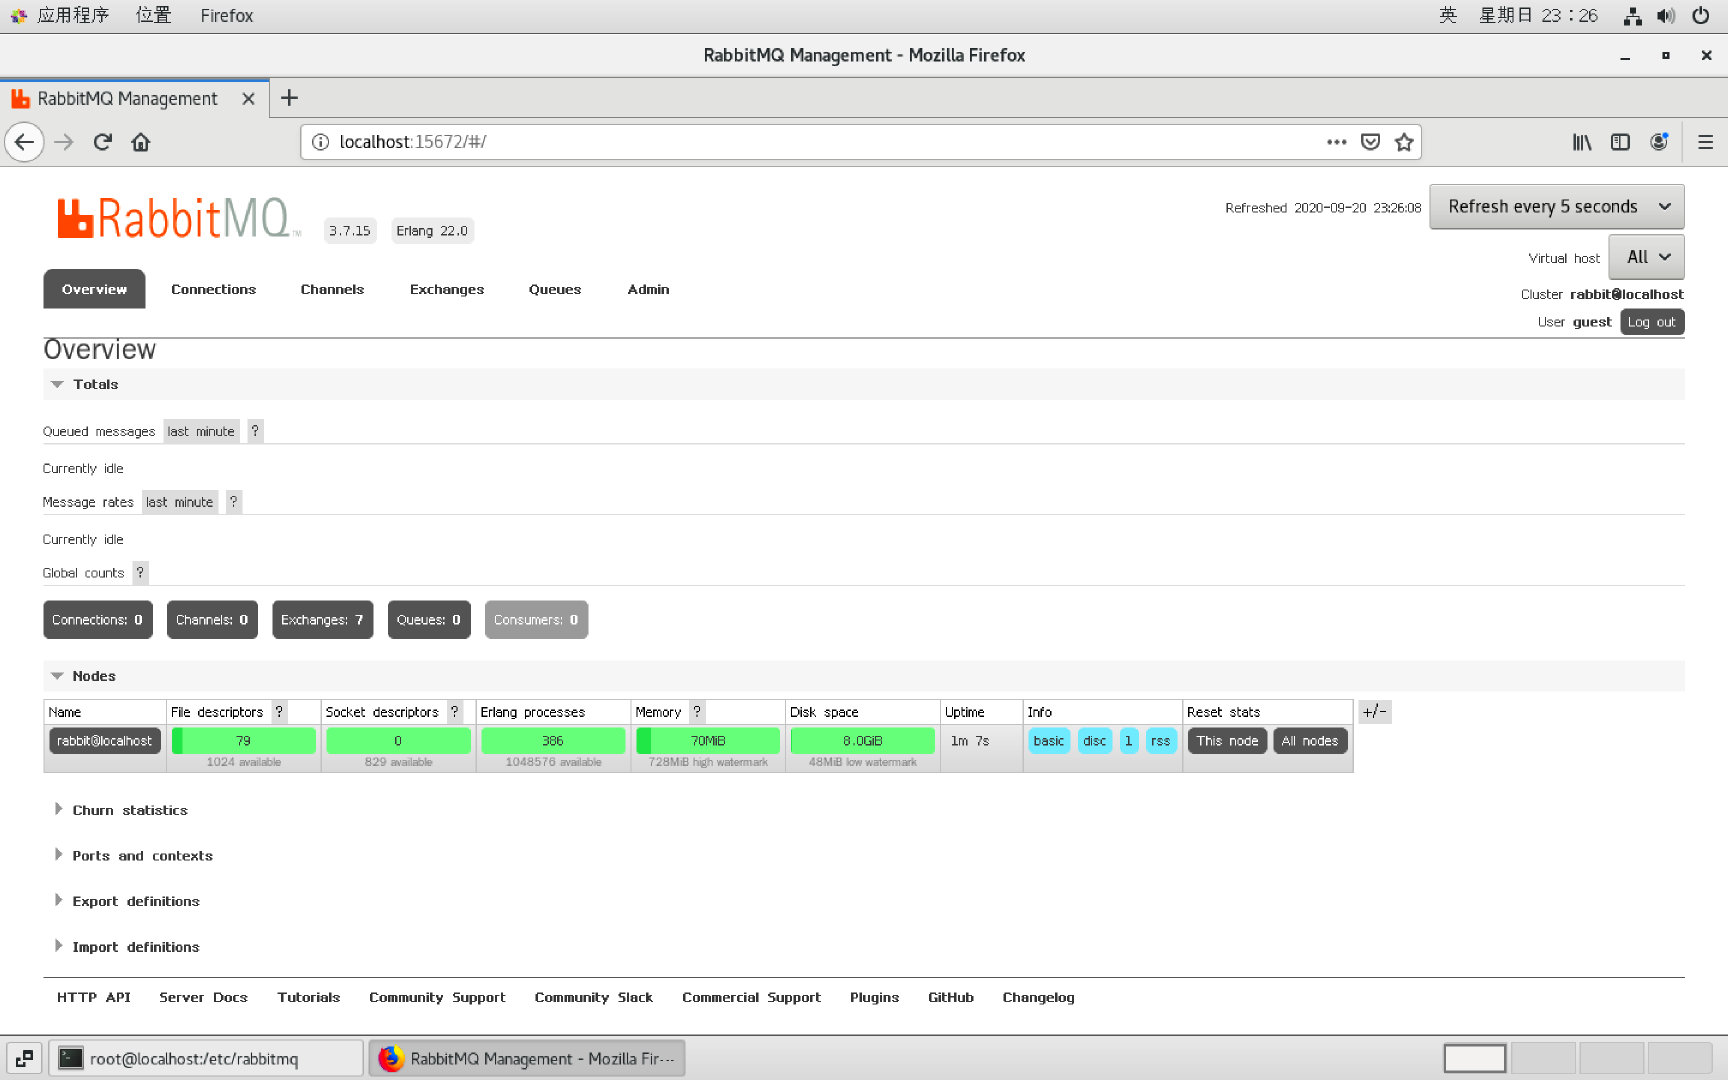 应用程序 位置 Firefox 英 星期日 23：26
RabbitMQ Management - Mozilla Firefox
RabbitMQ Management
localhost:15672/#/
RabbitMQ TM 3.7.15 Erlang 22.0
Refreshed 2020-09-20 23:26:08 Refresh every 5 seconds
Virtual host All
Cluster rabbit@localhost
User guest Log out
Overview Connections Channels Exchanges Queues Admin
Overview
Totals
Queued messages last minute ?
Currently idle
Message rates last minute ?
Currently idle
Global counts ?
Connections: 0 Channels: 0 Exchanges: 7 Queues: 0 Consumers: 0
Nodes
Name File descriptors ? Socket descriptors ? Erlang processes Memory ? Disk space Uptime Info Reset stats +/-
rabbit@localhost 79 0 386 70MiB 8.0GiB 1m 7s basic disc 1 rss This node All nodes
1024 available 829 available 1048576 available 728MiB high watermark 48MiB low watermark
Churn statistics
Ports and contexts
Export definitions
Import definitions
HTTP API Server Docs Tutorials Community Support Community Slack Commercial Support Plugins GitHub Changelog
root@localhost:/etc/rabbitmq RabbitMQ Management - Mozilla Fir···